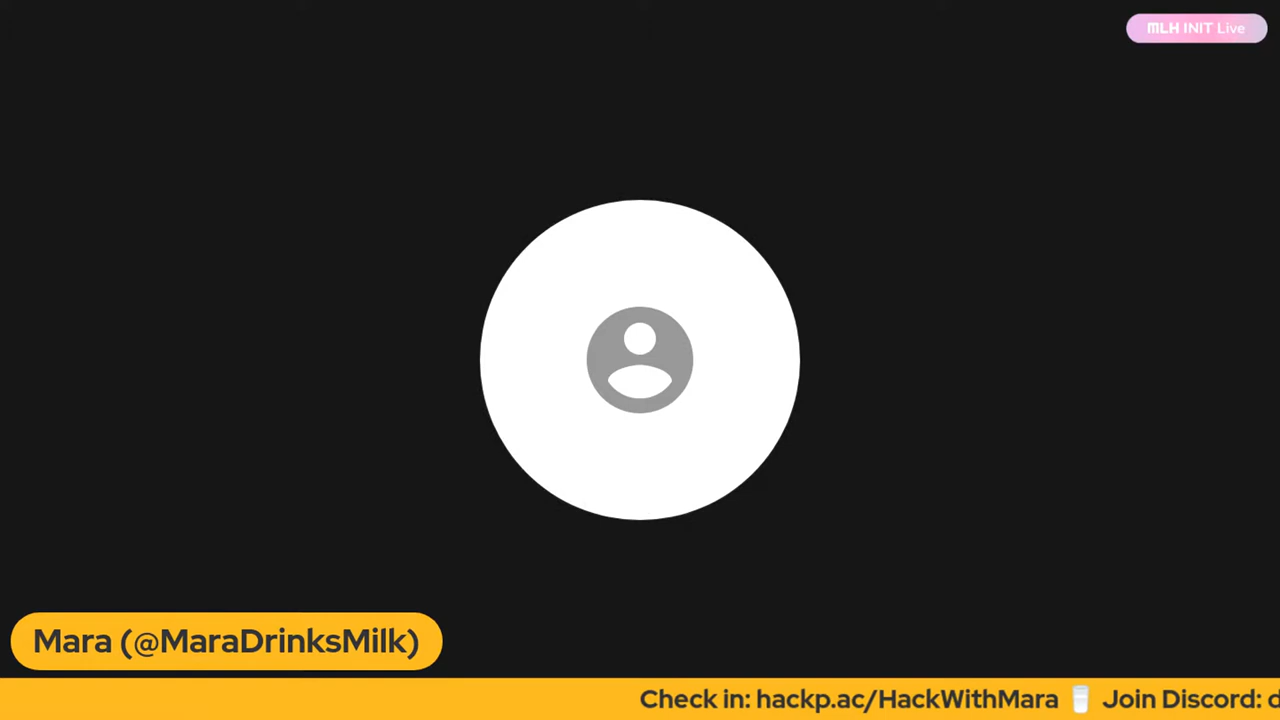 MLH INIT Live
Mara (@MaraDrinksMilk)
Check in: hackp.ac/HackWithMara 🥛 Join Discord: d